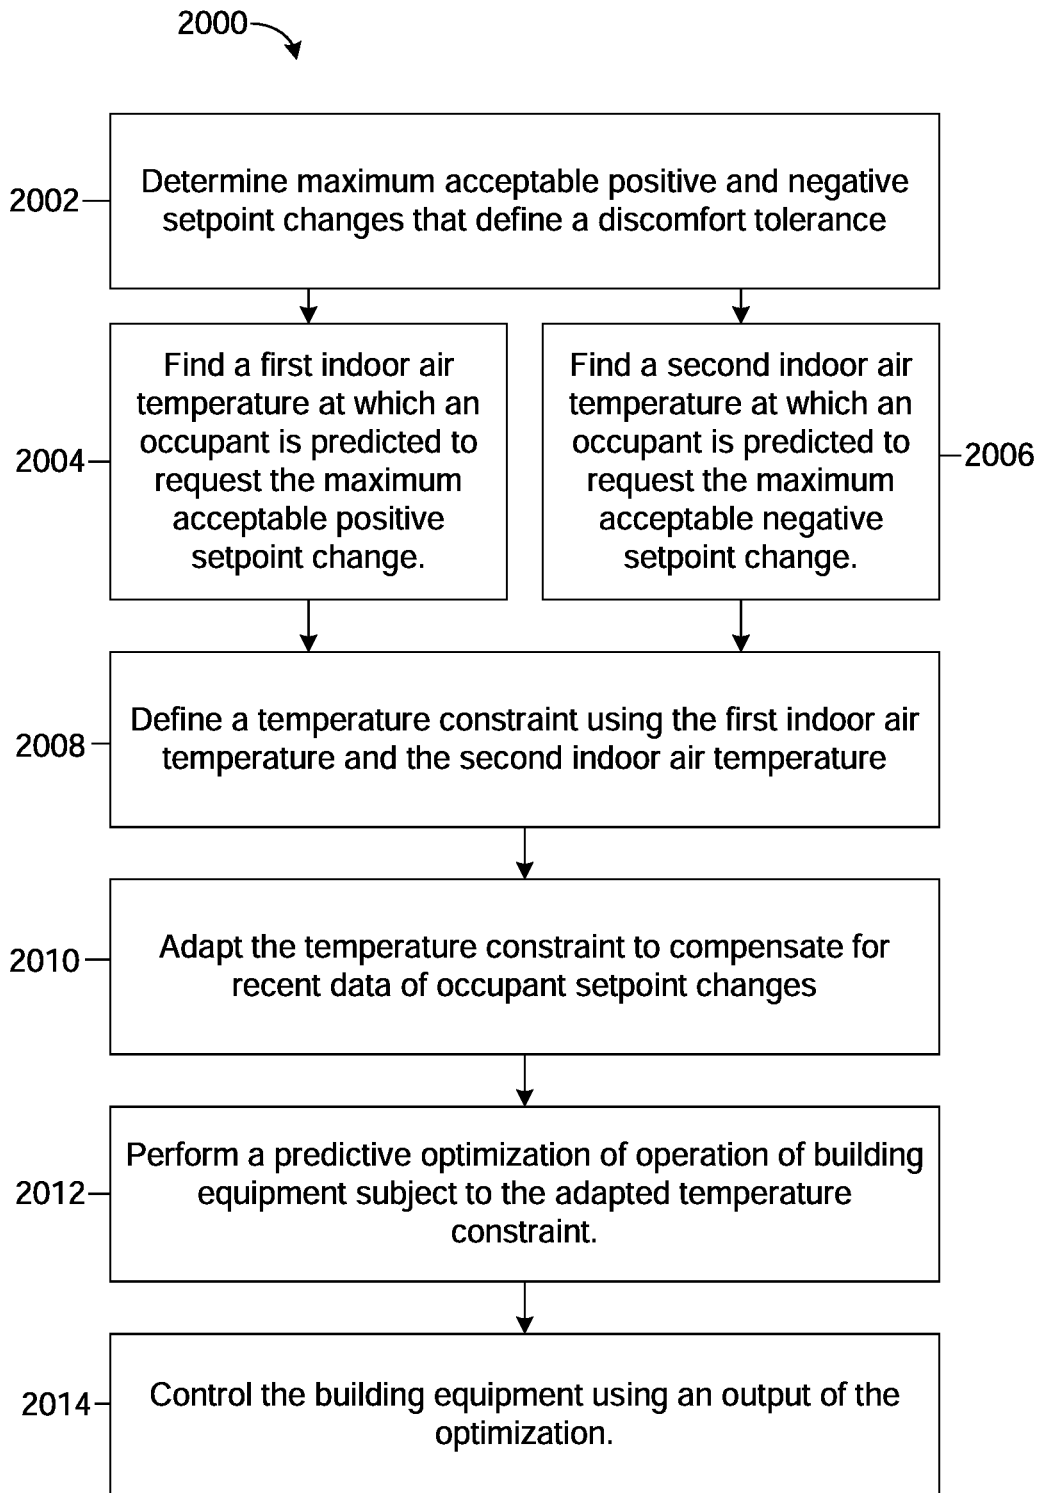 2000
2002
Determine maximum acceptable positive and negative
setpoint changes that define a discomfort tolerance
2004
Find a first indoor air
temperature at which an
occupant is predicted to
request the maximum
acceptable positive
setpoint change.
Find a second indoor air
temperature at which an
occupant is predicted to
request the maximum
acceptable negative
setpoint change.
2006
2008
Define a temperature constraint using the first indoor air
temperature and the second indoor air temperature
2010
Adapt the temperature constraint to compensate for
recent data of occupant setpoint changes
2012
Perform a predictive optimization of operation of building
equipment subject to the adapted temperature
constraint.
2014
Control the building equipment using an output of the
optimization.